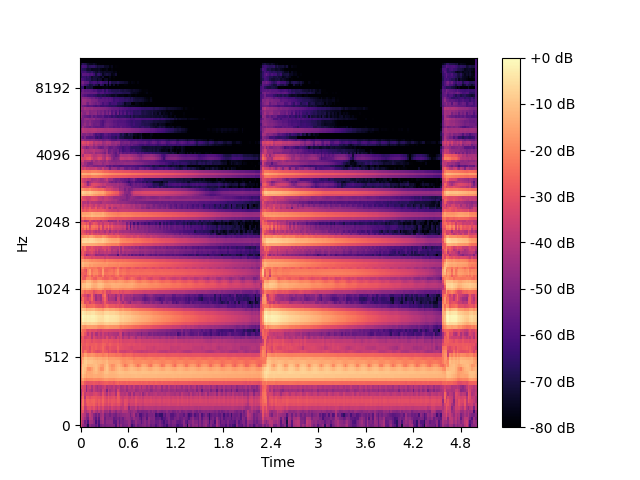 8192
4096
2048
1024
512
0
Hz
0 0.6 1.2 1.8 2.4 3 3.6 4.2 4.8
Time
+0 dB
-10 dB
-20 dB
-30 dB
-40 dB
-50 dB
-60 dB
-70 dB
-80 dB